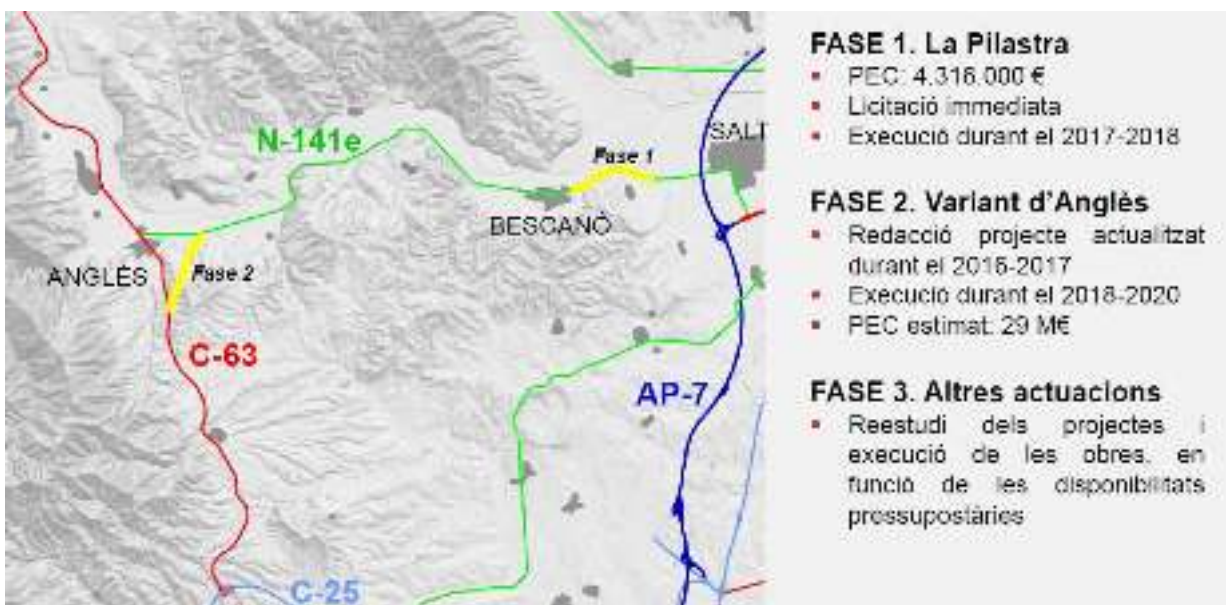 N-141e
Fase 1
SALT
BESCANÓ
ANGLÈS
Fase 2
C-63
AP-7
C-25
FASE 1. La Pilastra
PEC: 4.316.000 €
Licitació immediata
Execució durant el 2017-2018
FASE 2. Variant d'Anglès
Redacció projecte actualitzat
durant el 2016-2017
Execució durant el 2018-2020
PEC estimat: 29 M€
FASE 3. Altres actuacions
Reestudi dels projectes i
execució de les obres, en
funció de les disponibilitats
pressupostàries